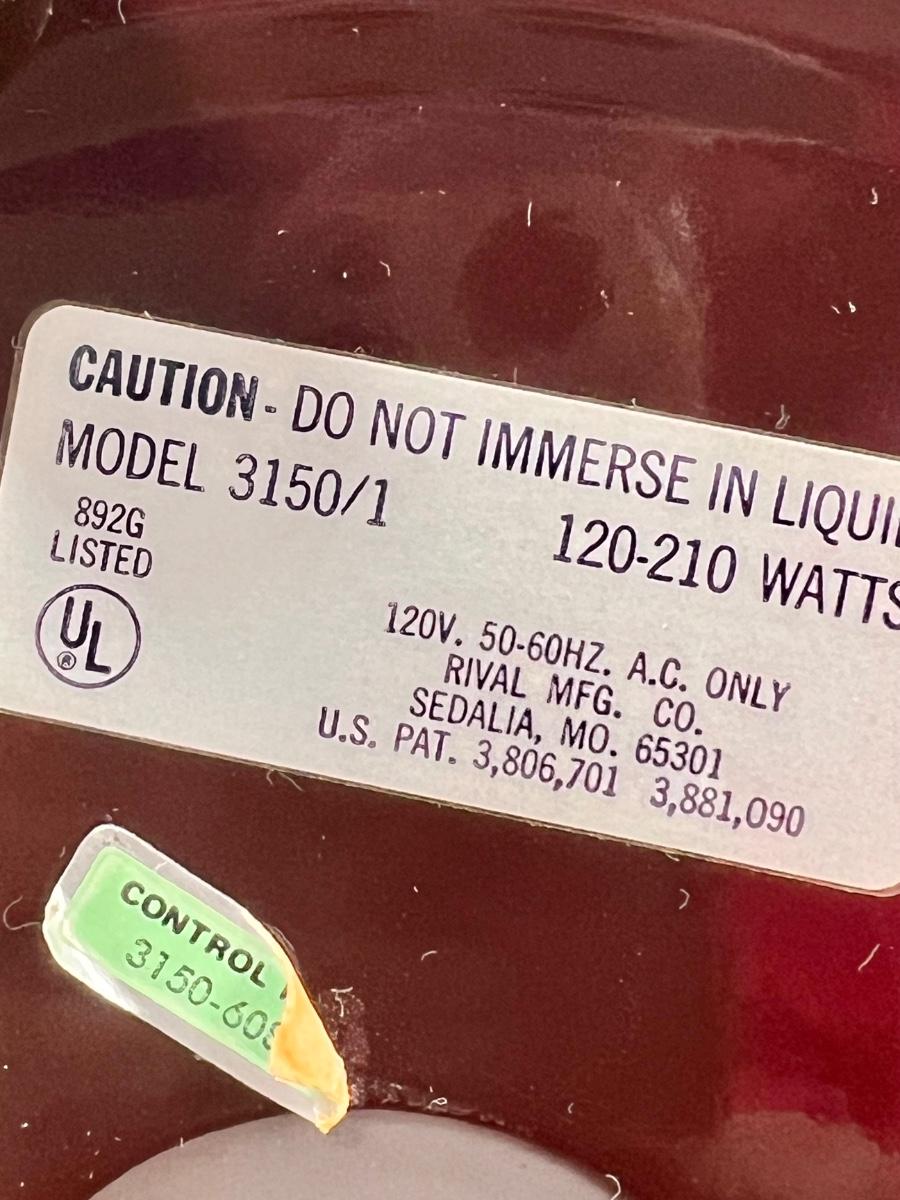 CAUTION - DO NOT IMMERSE IN LIQUI
MODEL 3150/1
120-210 WATTS
892G
LISTED
UL
®
120V. 50-60HZ. A.C. ONLY
RIVAL MFG. CO.
SEDALIA, MO. 65301
U.S. PAT. 3,806,701 3,881,090
CONTROL
3150-60